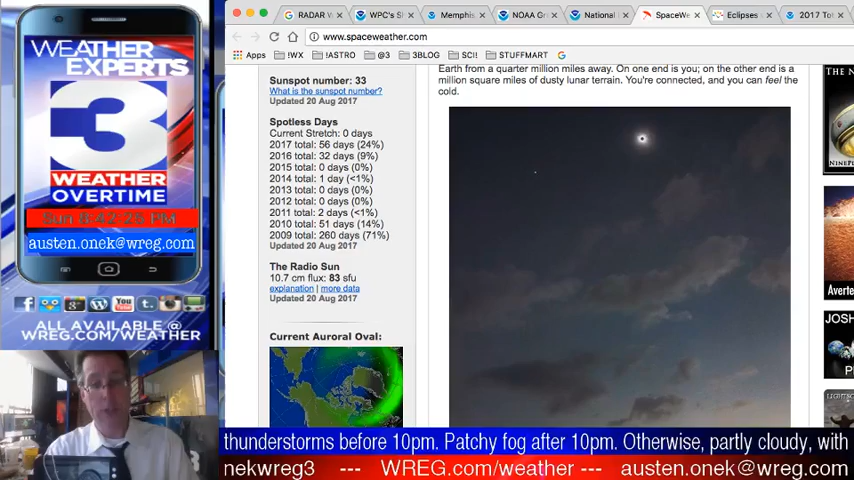 WEATHER
EXPERTS
3
WEATHER
OVERTIME
Sun 8:42:25 PM
austen.onek@wreg.com
ALL AVAILABLE @
WREG.COM/WEATHER
RADAR W
WPC's S
Memphis
NOAA Gr
National
SpaceWe
Eclipses
2017 Tot
www.spaceweather.com
Apps
!WX
!ASTRO
@3
3BLOG
SCI!
STUFFMART
Sunspot number: 33
What is the sunspot number?
Updated 20 Aug 2017
Spotless Days
Current Stretch: 0 days
2017 total: 56 days (24%)
2016 total: 32 days (9%)
2015 total: 0 days (0%)
2014 total: 1 day (<1%)
2013 total: 0 days (0%)
2012 total: 0 days (0%)
2011 total: 2 days (<1%)
2010 total: 51 days (14%)
2009 total: 260 days (71%)
Updated 20 Aug 2017
The Radio Sun
10.7 cm flux: 83 sfu
explanation | more data
Updated 20 Aug 2017
Current Auroral Oval:
Earth from a quarter million miles away. On one end is you; on the other end is a
million square miles of dusty lunar terrain. You're connected, and you can feel the
cold.
THE N
Averte
JOSH
thunderstorms before 10pm. Patchy fog after 10pm. Otherwise, partly cloudy, with
nekwreg3 --- WREG.com/weather --- austen.onek@wreg.com